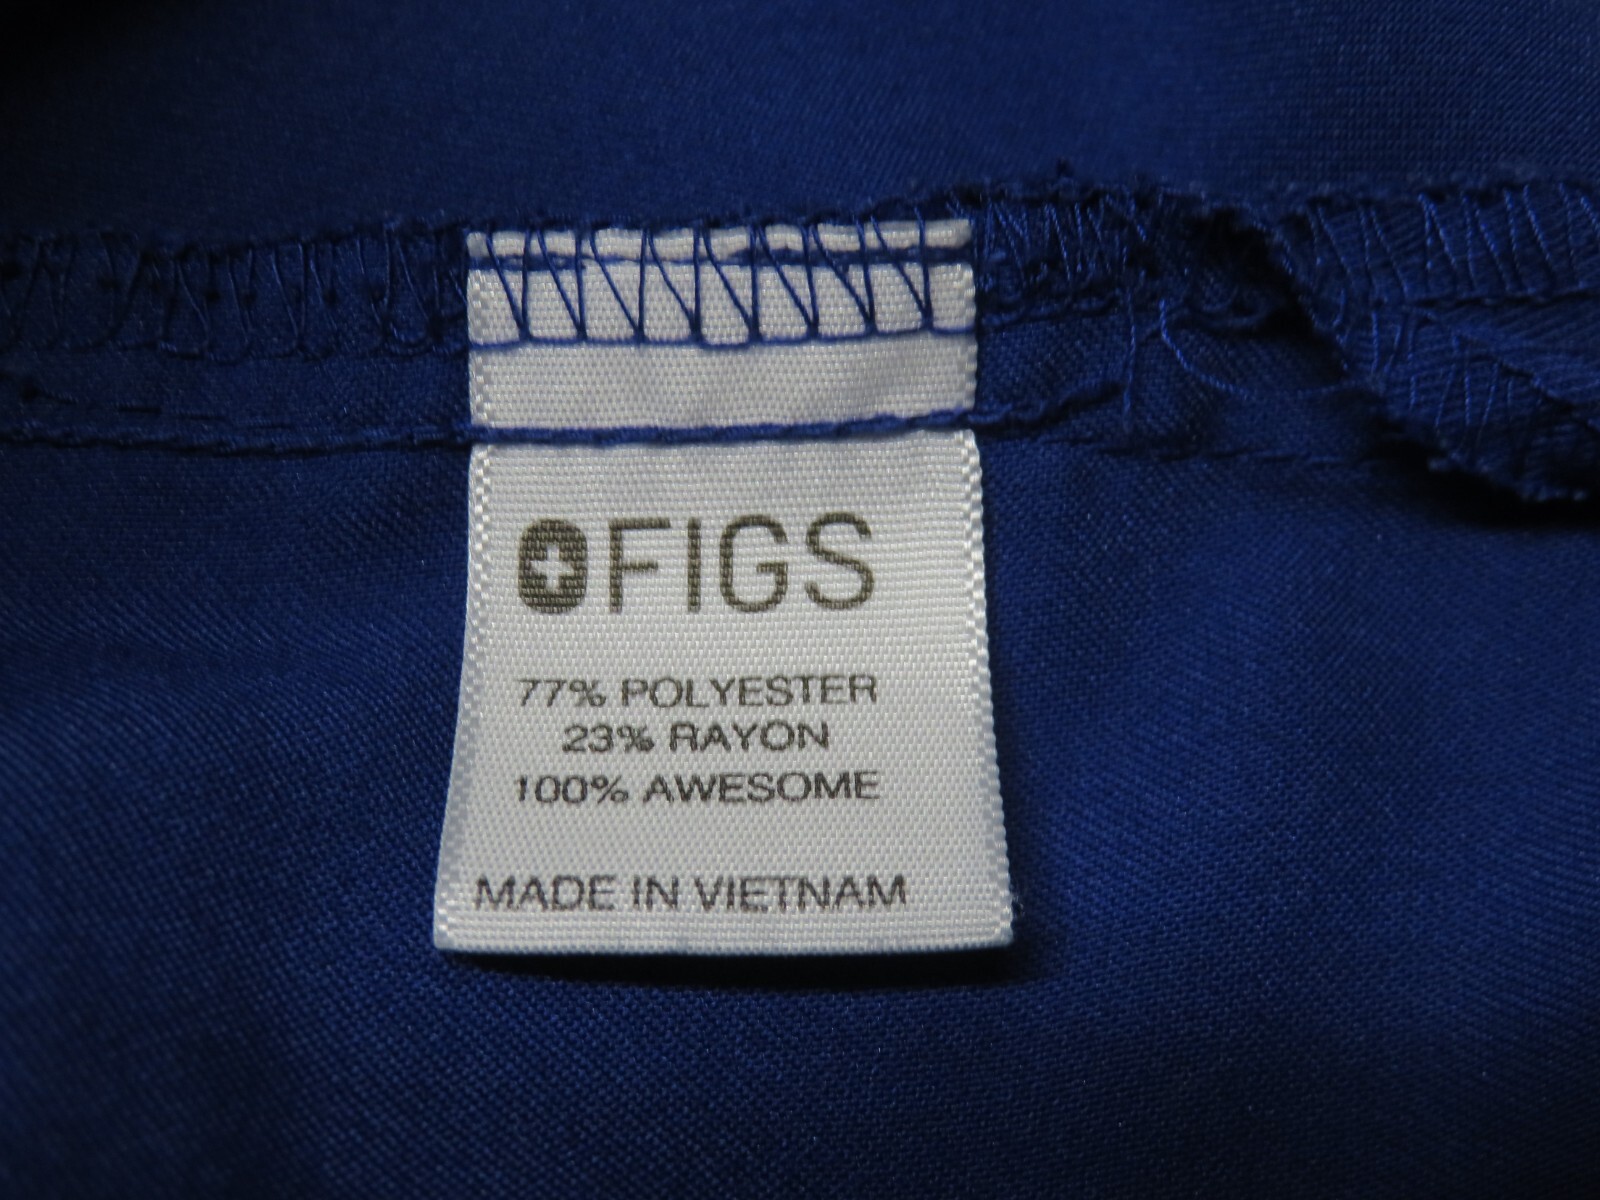 FIGS
77% POLYESTER
23% RAYON
100% AWESOME
MADE IN VIETNAM